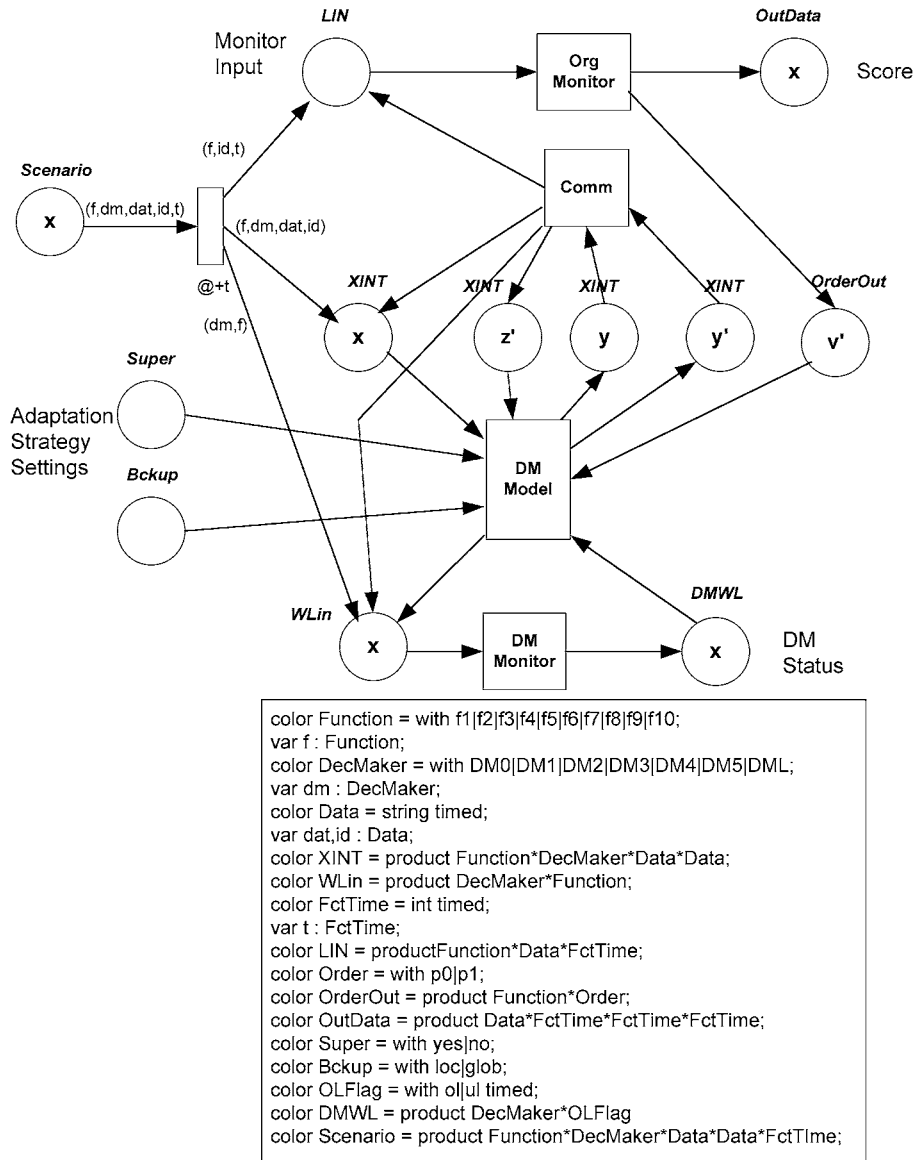 LIN
OutData
Monitor
Input
Org
Monitor
x
Score
(f,id,t)
Scenario
Comm
x
(f,dm,dat,id,t)
(f,dm,dat,id)
@+t
XINT
XINT
XINT
XINT
OrderOut
(dm,f)
x
z'
y
y'
v'
Super
Adaptation
Strategy
Settings
DM
Model
Bckup
DMWL
WLin
x
DM
Monitor
x
DM
Status
color Function = with f1|f2|f3|f4|f5|f6|f7|f8|f9|f10;
var f : Function;
color DecMaker = with DM0|DM1|DM2|DM3|DM4|DM5|DML;
var dm : DecMaker;
color Data = string timed;
var dat,id : Data;
color XINT = product Function*DecMaker*Data*Data;
color WLin = product DecMaker*Function;
color FctTime = int timed;
var t : FctTime;
color LIN = productFunction*Data*FctTime;
color Order = with p0|p1;
color OrderOut = product Function*Order;
color OutData = product Data*FctTime*FctTime*FctTime;
color Super = with yes|no;
color Bckup = with loc|glob;
color OLFlag = with ol|ul timed;
color DMWL = product DecMaker*OLFlag
color Scenario = product Function*DecMaker*Data*Data*FctTIme;